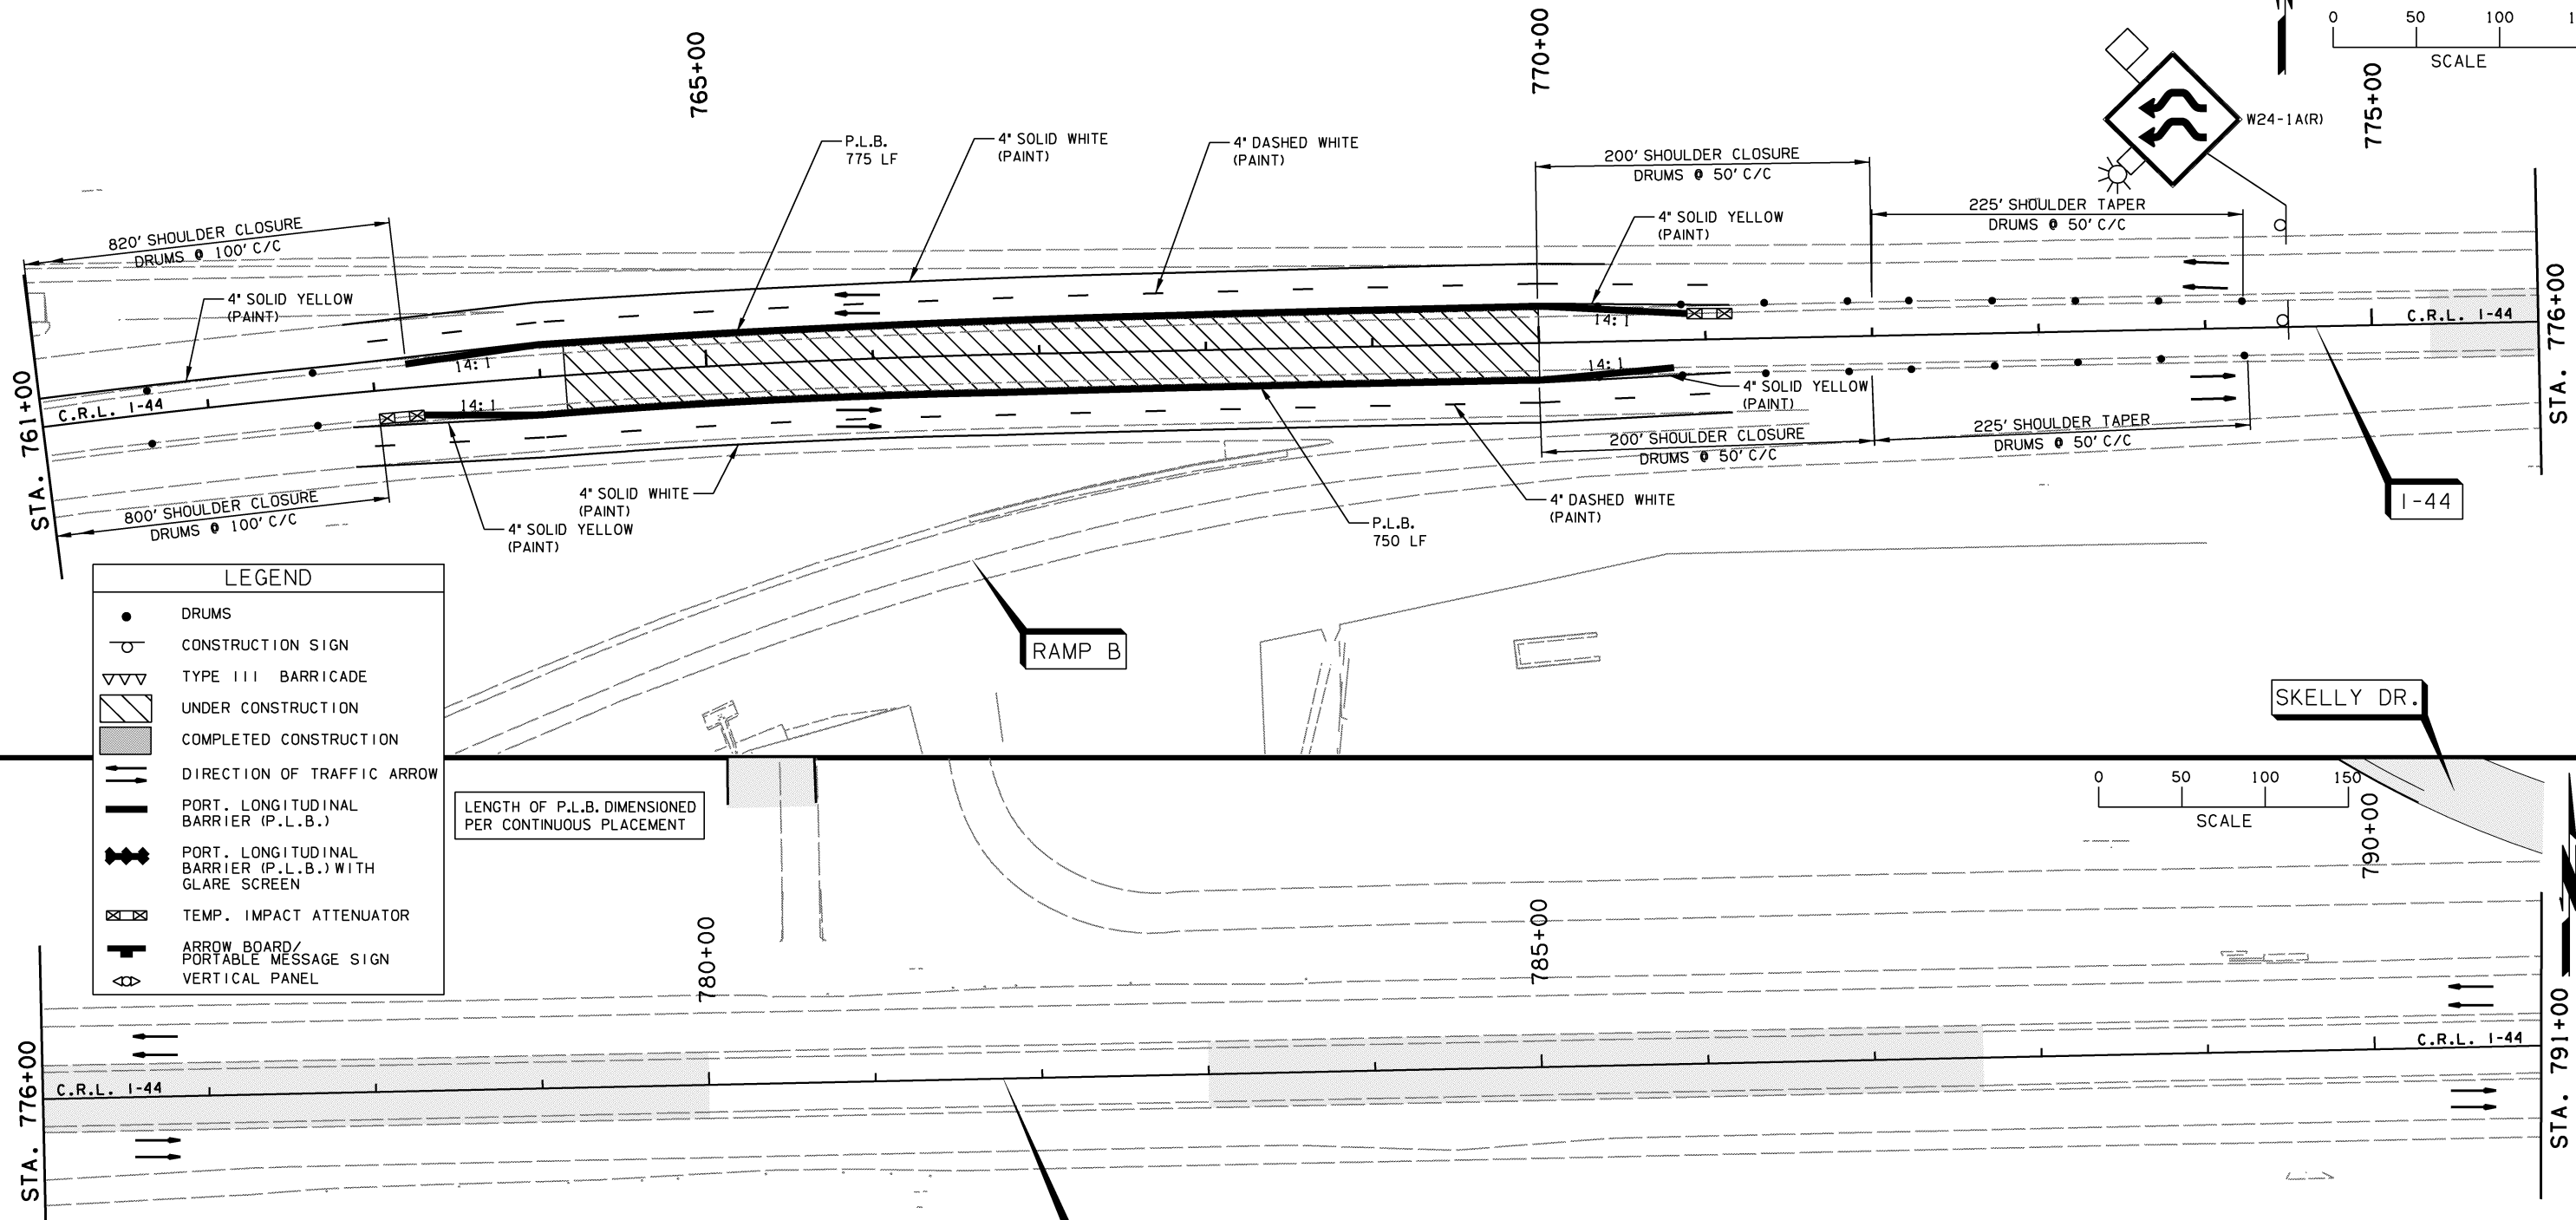 0 50 100
SCALE
765+00
770+00
775+00
W24-1A(R)
P.L.B.
775 LF
4" SOLID WHITE
(PAINT)
4" DASHED WHITE
(PAINT)
200' SHOULDER CLOSURE
DRUMS @ 50' C/C
4" SOLID YELLOW
(PAINT)
225' SHOULDER TAPER
DRUMS @ 50' C/C
820' SHOULDER CLOSURE
DRUMS @ 100' C/C
4" SOLID YELLOW
(PAINT)
14:1
14:1
C.R.L. I-44
C.R.L. I-44
14:1
14:1
STA. 761+00
STA. 776+00
4" SOLID YELLOW
(PAINT)
200' SHOULDER CLOSURE
DRUMS @ 50' C/C
225' SHOULDER TAPER
DRUMS @ 50' C/C
800' SHOULDER CLOSURE
DRUMS @ 100' C/C
4" SOLID WHITE
(PAINT)
4" SOLID YELLOW
(PAINT)
4" DASHED WHITE
(PAINT)
P.L.B.
750 LF
I-44
RAMP B
SKELLY DR.
LEGEND
DRUMS
CONSTRUCTION SIGN
TYPE III BARRICADE
UNDER CONSTRUCTION
COMPLETED CONSTRUCTION
DIRECTION OF TRAFFIC ARROW
PORT. LONGITUDINAL
BARRIER (P.L.B.)
PORT. LONGITUDINAL
BARRIER (P.L.B.) WITH
GLARE SCREEN
TEMP. IMPACT ATTENUATOR
ARROW BOARD/
PORTABLE MESSAGE SIGN
VERTICAL PANEL
LENGTH OF P.L.B. DIMENSIONED
PER CONTINUOUS PLACEMENT
0 50 100 150
SCALE
780+00
785+00
790+00
STA. 776+00
C.R.L. I-44
C.R.L. I-44
STA. 791+00